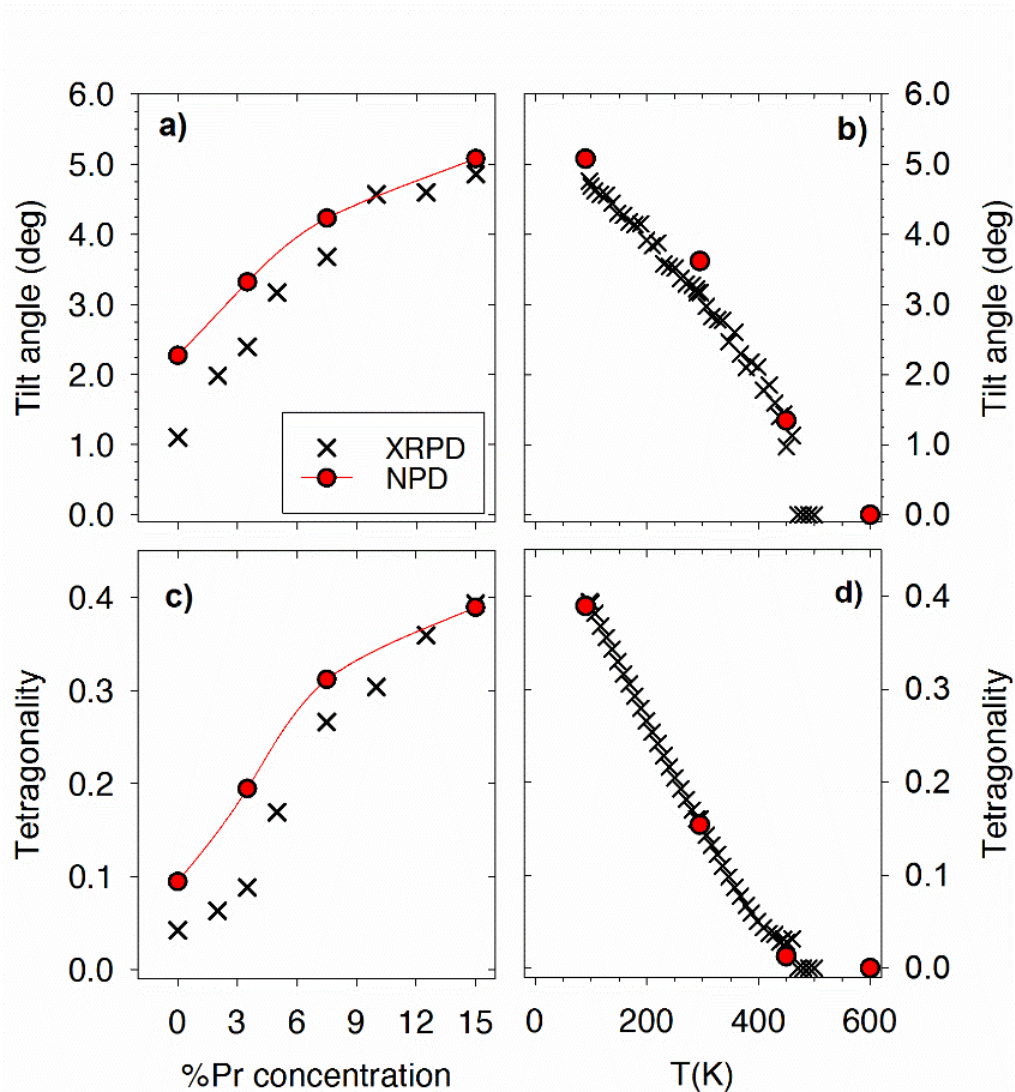 a)
6.0
5.0
4.0
3.0
2.0
1.0
0.0
Tilt angle (deg)
XRPD
NPD
b)
6.0
5.0
4.0
3.0
2.0
1.0
0.0
Tilt angle (deg)
c)
0.4
0.3
0.2
0.1
0.0
Tetragonality
0 3 6 9 12 15
%Pr concentration
d)
0.4
0.3
0.2
0.1
0.0
Tetragonality
0 200 400 600
T(K)